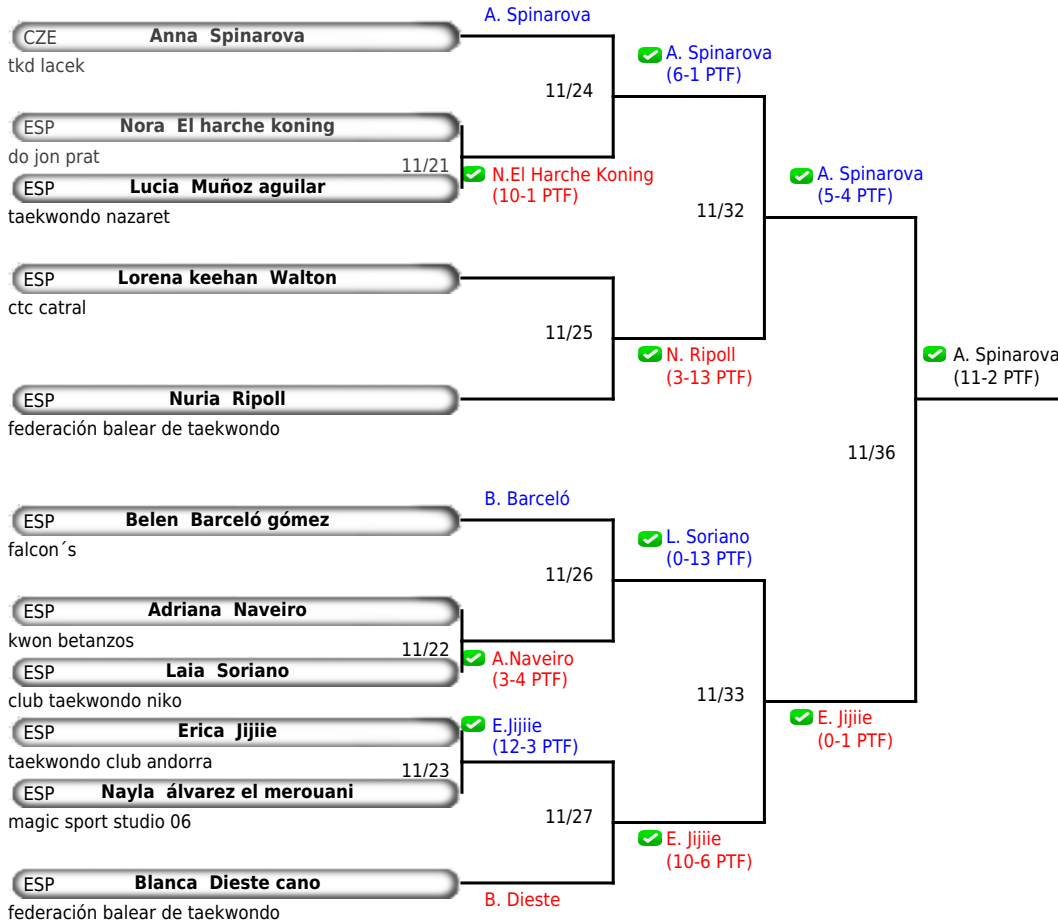 A. Spinarova
CZE Anna Spinarova
tkd lacek
11/24
A. Spinarova
(6-1 PTF)
ESP Nora El harche koning
do jon prat
11/21
N.El Harche Koning
(10-1 PTF)
ESP Lucia Muñoz aguilar
taekwondo nazaret
11/32
A. Spinarova
(5-4 PTF)
ESP Lorena keehan Walton
ctc catral
11/25
N. Ripoll
(3-13 PTF)
ESP Nuria Ripoll
federación balear de taekwondo
A. Spinarova
(11-2 PTF)
11/36
B. Barceló
ESP Belen Barceló gómez
falcon´s
11/26
L. Soriano
(0-13 PTF)
ESP Adriana Naveiro
kwon betanzos
11/22
A.Naveiro
(3-4 PTF)
ESP Laia Soriano
club taekwondo niko
11/33
E. Jijiie
(0-1 PTF)
ESP Erica Jijiie
taekwondo club andorra
11/23
E.Jijiie
(12-3 PTF)
ESP Nayla álvarez el merouani
magic sport studio 06
11/27
E. Jijiie
(10-6 PTF)
ESP Blanca Dieste cano
federación balear de taekwondo
B. Dieste